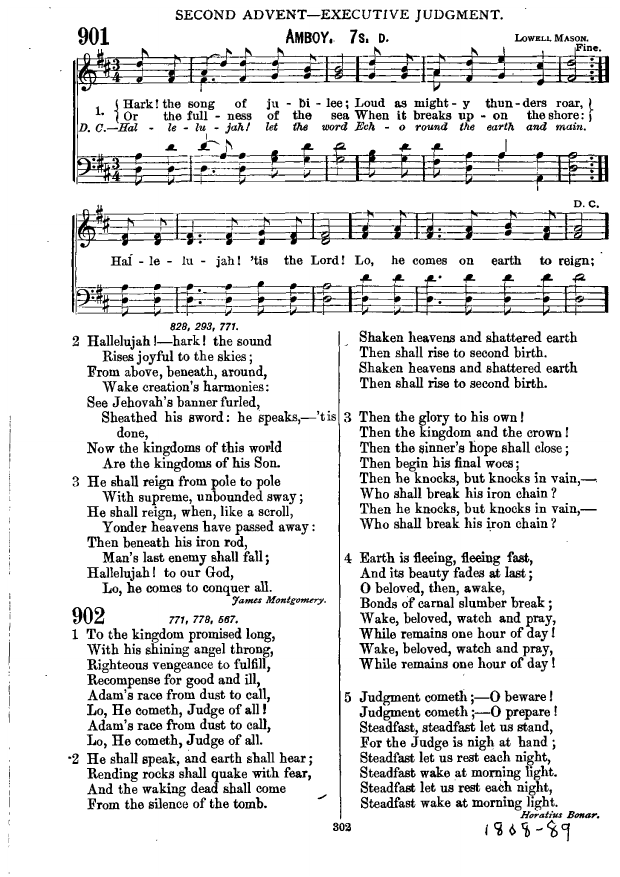 SECOND ADVENT—EXECUTIVE JUDGMENT.
901
AMBOY. 7s. D.
LOWELL MASON.
Fine.
1. { Hark! the song of ju - bi - lee; Loud as might - y thun - ders roar, }
{ Or the full - ness of the sea When it breaks up - on the shore: }
D. C.—Hal - le - lu - jah! let the word Ech - o round the earth and main.
D. C.
Hal - le - lu - jah! 'tis the Lord! Lo, he comes on earth to reign;
828, 293, 771.
2 Hallelujah!—hark! the sound
Rises joyful to the skies;
From above, beneath, around,
Wake creation's harmonies:
See Jehovah's banner furled,
Sheathed his sword: he speaks,—'tis
done,
Now the kingdoms of this world
Are the kingdoms of his Son.
3 He shall reign from pole to pole
With supreme, unbounded sway;
He shall reign, when, like a scroll,
Yonder heavens have passed away:
Then beneath his iron rod,
Man's last enemy shall fall;
Hallelujah! to our God,
Lo, he comes to conquer all.
James Montgomery.
902
771, 778, 567.
1 To the kingdom promised long,
With his shining angel throng,
Righteous vengeance to fulfill,
Recompense for good and ill,
Adam's race from dust to call,
Lo, He cometh, Judge of all!
Adam's race from dust to call,
Lo, He cometh, Judge of all.
2 He shall speak, and earth shall hear;
Rending rocks shall quake with fear,
And the waking dead shall come
From the silence of the tomb.
Shaken heavens and shattered earth
Then shall rise to second birth.
Shaken heavens and shattered earth
Then shall rise to second birth.
3 Then the glory to his own!
Then the kingdom and the crown!
Then the sinner's hope shall close;
Then begin his final woes;
Then he knocks, but knocks in vain,—
Who shall break his iron chain?
Then he knocks, but knocks in vain,—
Who shall break his iron chain?
4 Earth is fleeing, fleeing fast,
And its beauty fades at last;
O beloved, then, awake,
Bonds of carnal slumber break;
Wake, beloved, watch and pray,
While remains one hour of day!
Wake, beloved, watch and pray,
While remains one hour of day!
5 Judgment cometh;—O beware!
Judgment cometh;—O prepare!
Steadfast, steadfast let us stand,
For the Judge is nigh at hand;
Steadfast let us rest each night,
Steadfast wake at morning light.
Steadfast let us rest each night,
Steadfast wake at morning light.
Horatius Bonar.
302
1808-89